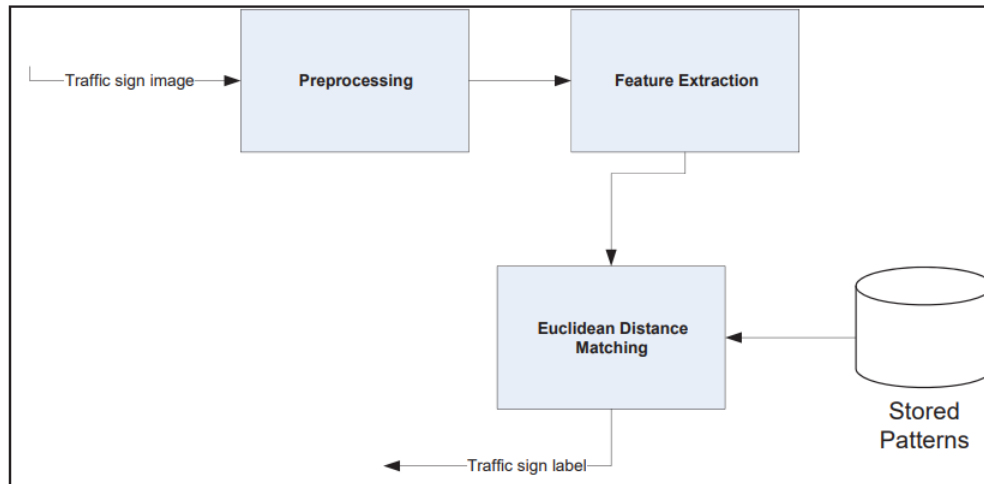 Traffic sign image
Preprocessing
Feature Extraction
Euclidean Distance
Matching
Stored
Patterns
Traffic sign label